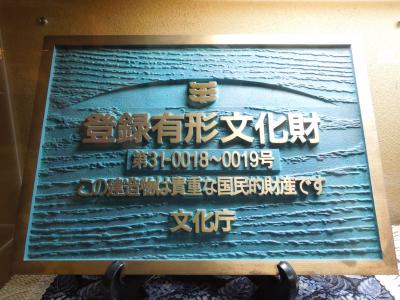 登録有形文化財
第31-0018~0019号
この建造物は貴重な国民的財産です
文化庁